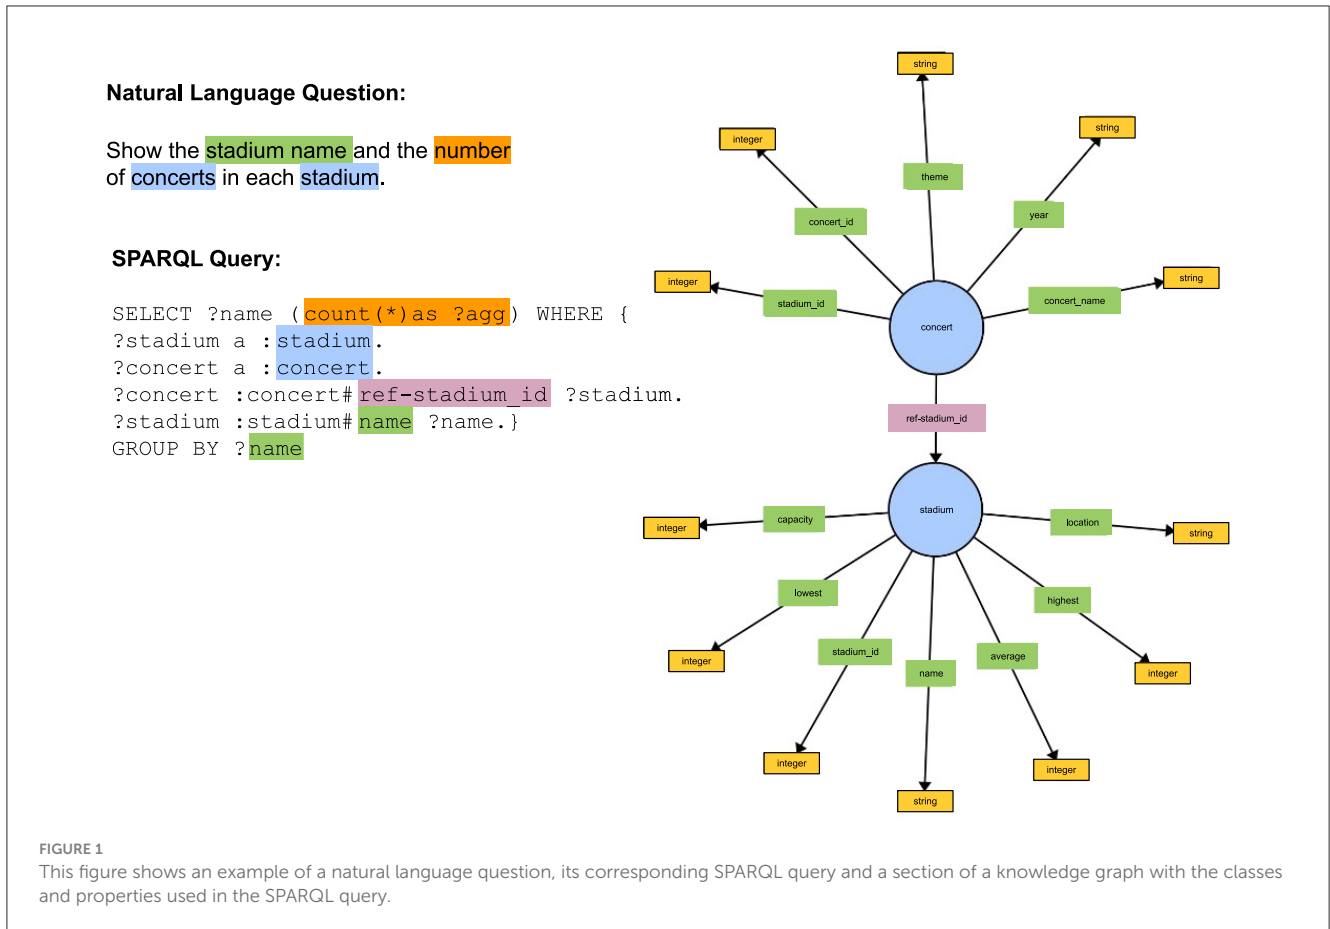 Natural Language Question:
Show the stadium name and the number
of concerts in each stadium.
SPARQL Query:
SELECT ?name (count(*)as ?agg) WHERE {
?stadium a :stadium.
?concert a :concert.
?concert :concert#ref-stadium_id ?stadium.
?stadium :stadium#name ?name.}
GROUP BY ?name
string
integer
string
theme
concert_id
year
integer
stadium_id
concert_name
string
concert
ref-stadium_id
stadium
integer
capacity
location
string
lowest
highest
integer
stadium_id
name
average
integer
integer
string
integer
FIGURE 1
This figure shows an example of a natural language question, its corresponding SPARQL query and a section of a knowledge graph with the classes
and properties used in the SPARQL query.